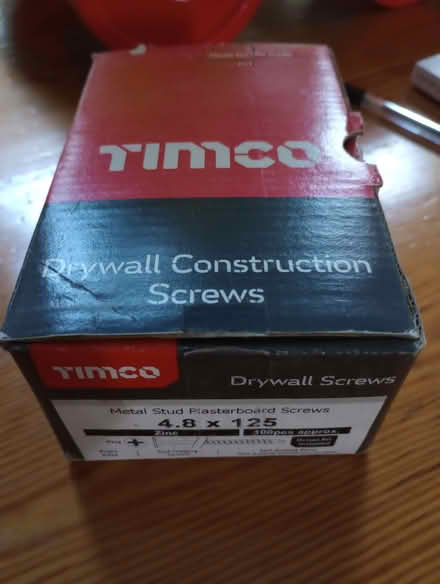 TIMCO
Drywall Construction
Screws
TIMCO
Drywall Screws
Metal Stud Plasterboard Screws
4.8 x 125
Zinc 100pcs approx.